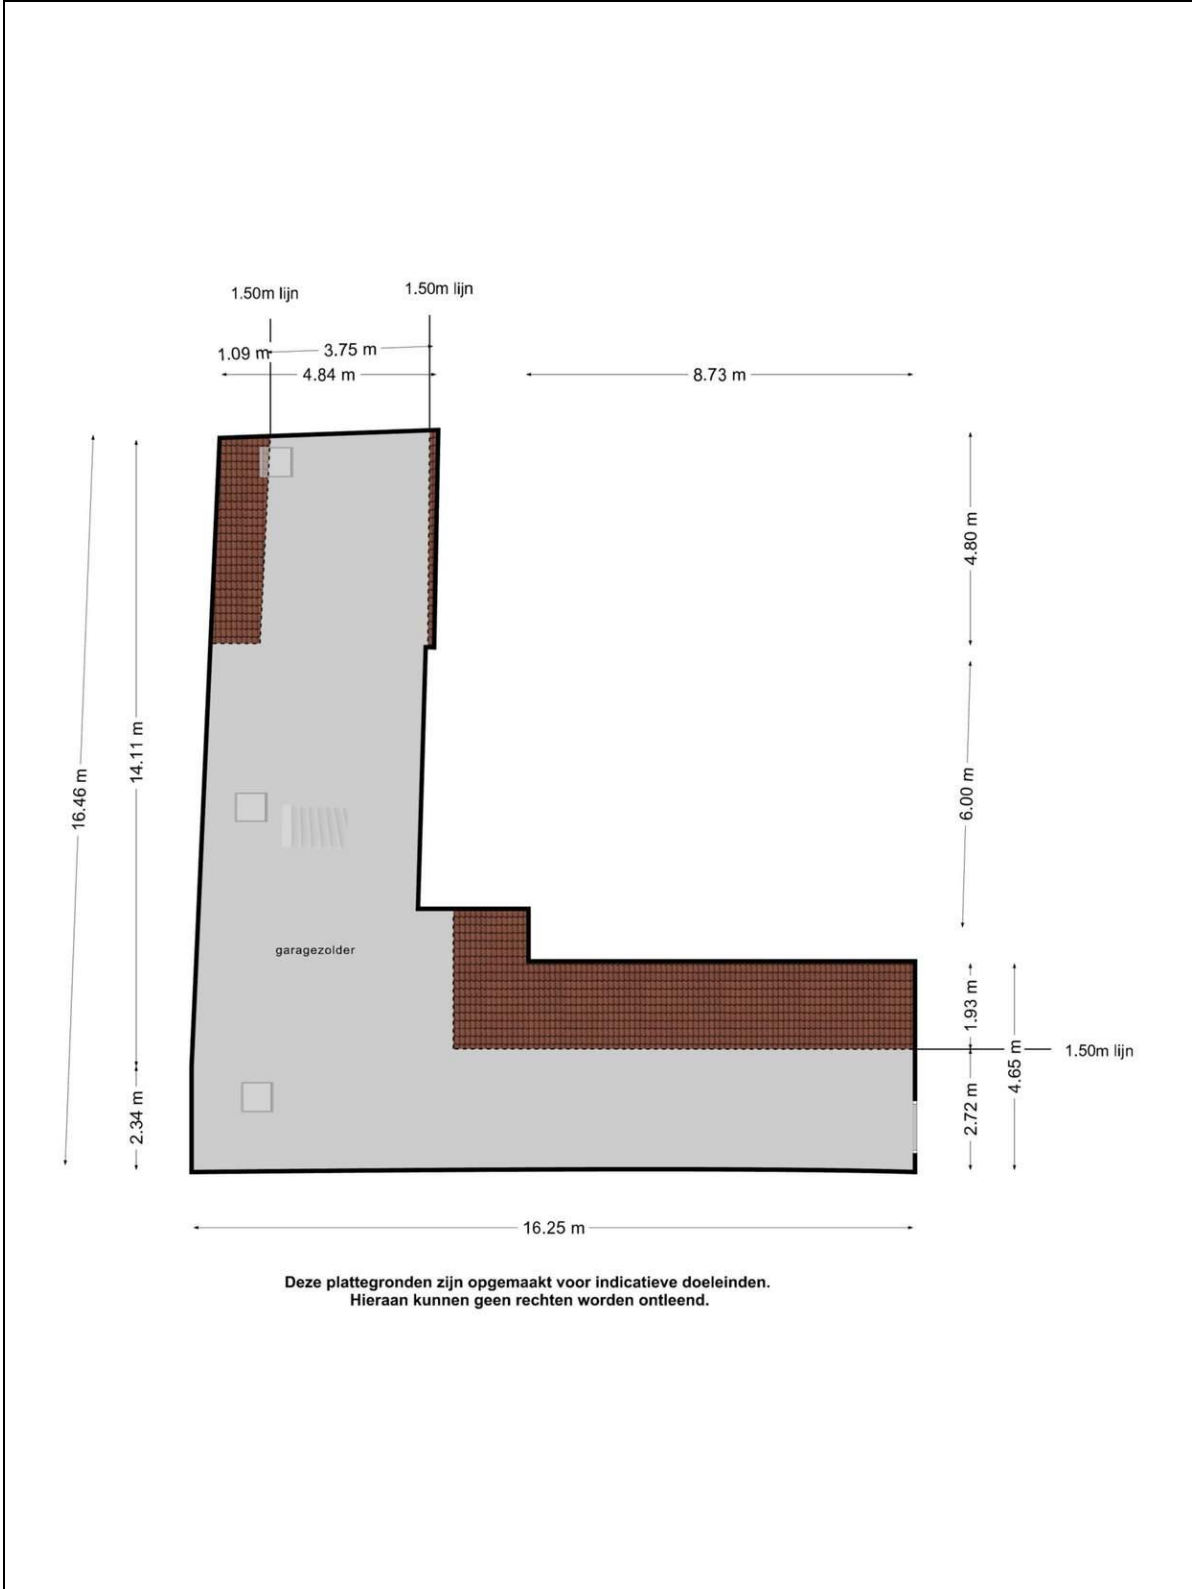 1.50m lijn
1.50m lijn
1.09 m
3.75 m
4.84 m
8.73 m
4.80 m
14.11 m
16.46 m
6.00 m
garagezolder
1.93 m
4.65 m
1.50m lijn
2.34 m
2.72 m
16.25 m
Deze plattegronden zijn opgemaakt voor indicatieve doeleinden.
Hieraan kunnen geen rechten worden ontleend.